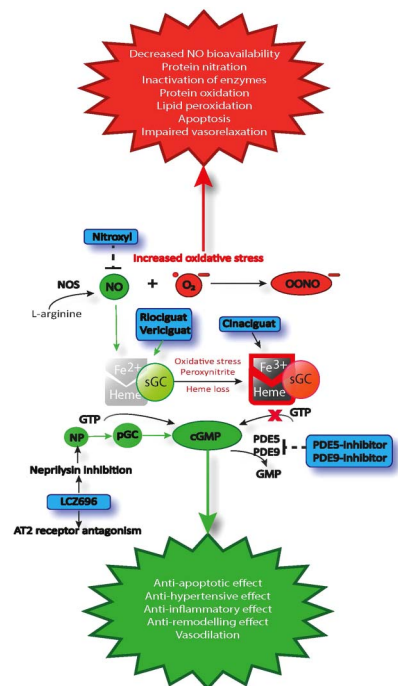 Decreased NO bioavailability
Protein nitration
Inactivation of enzymes
Protein oxidation
Lipid peroxidation
Apoptosis
Impaired vasorelaxation
Nitroxyl
Increased oxidative stress
NOS
NO + •O₂⁻ OONO⁻
L-arginine
Riociguat
Vericiguat
Cinaciguat
Fe2+
Heme
sGC
Oxidative stress
Peroxynitrite
Heme loss
Fe3+
Heme
sGC
GTP
GTP
X
NP
pGC
cGMP
PDE5
PDE9
GMP
PDE5-inhibitor
PDE9-inhibitor
Neprilysin inhibition
LCZ696
AT2 receptor antagonism
Anti-apoptotic effect
Anti-hypertensive effect
Anti-inflammatory effect
Anti-remodelling effect
Vasodilation